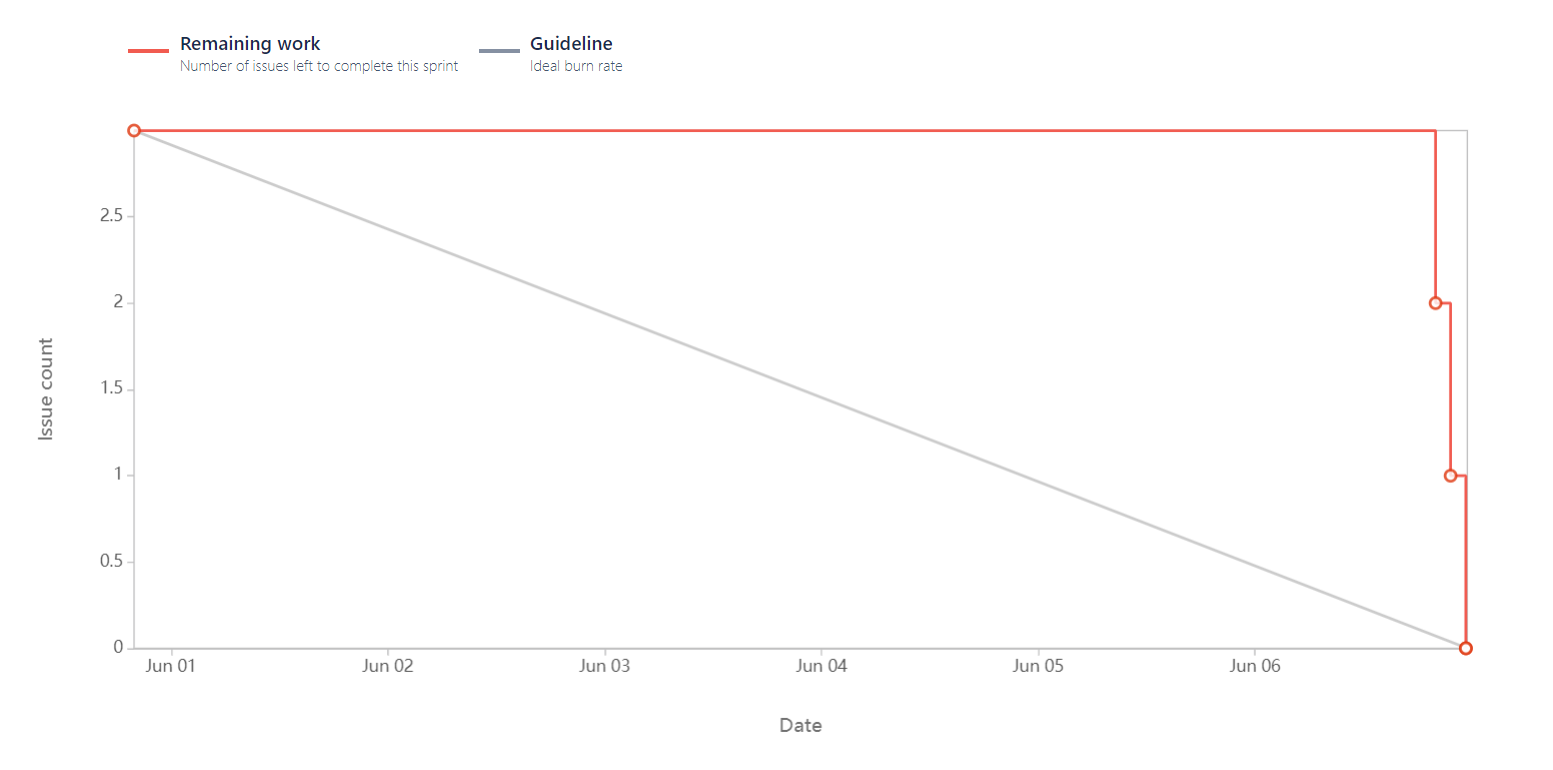 Remaining work
Number of issues left to complete this sprint
Guideline
Ideal burn rate
2.5
2
1.5
1
0.5
0
Issue count
Jun 01 Jun 02 Jun 03 Jun 04 Jun 05 Jun 06
Date